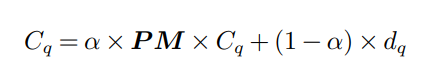 C_q = α × PM × C_q + (1 − α) × d_q